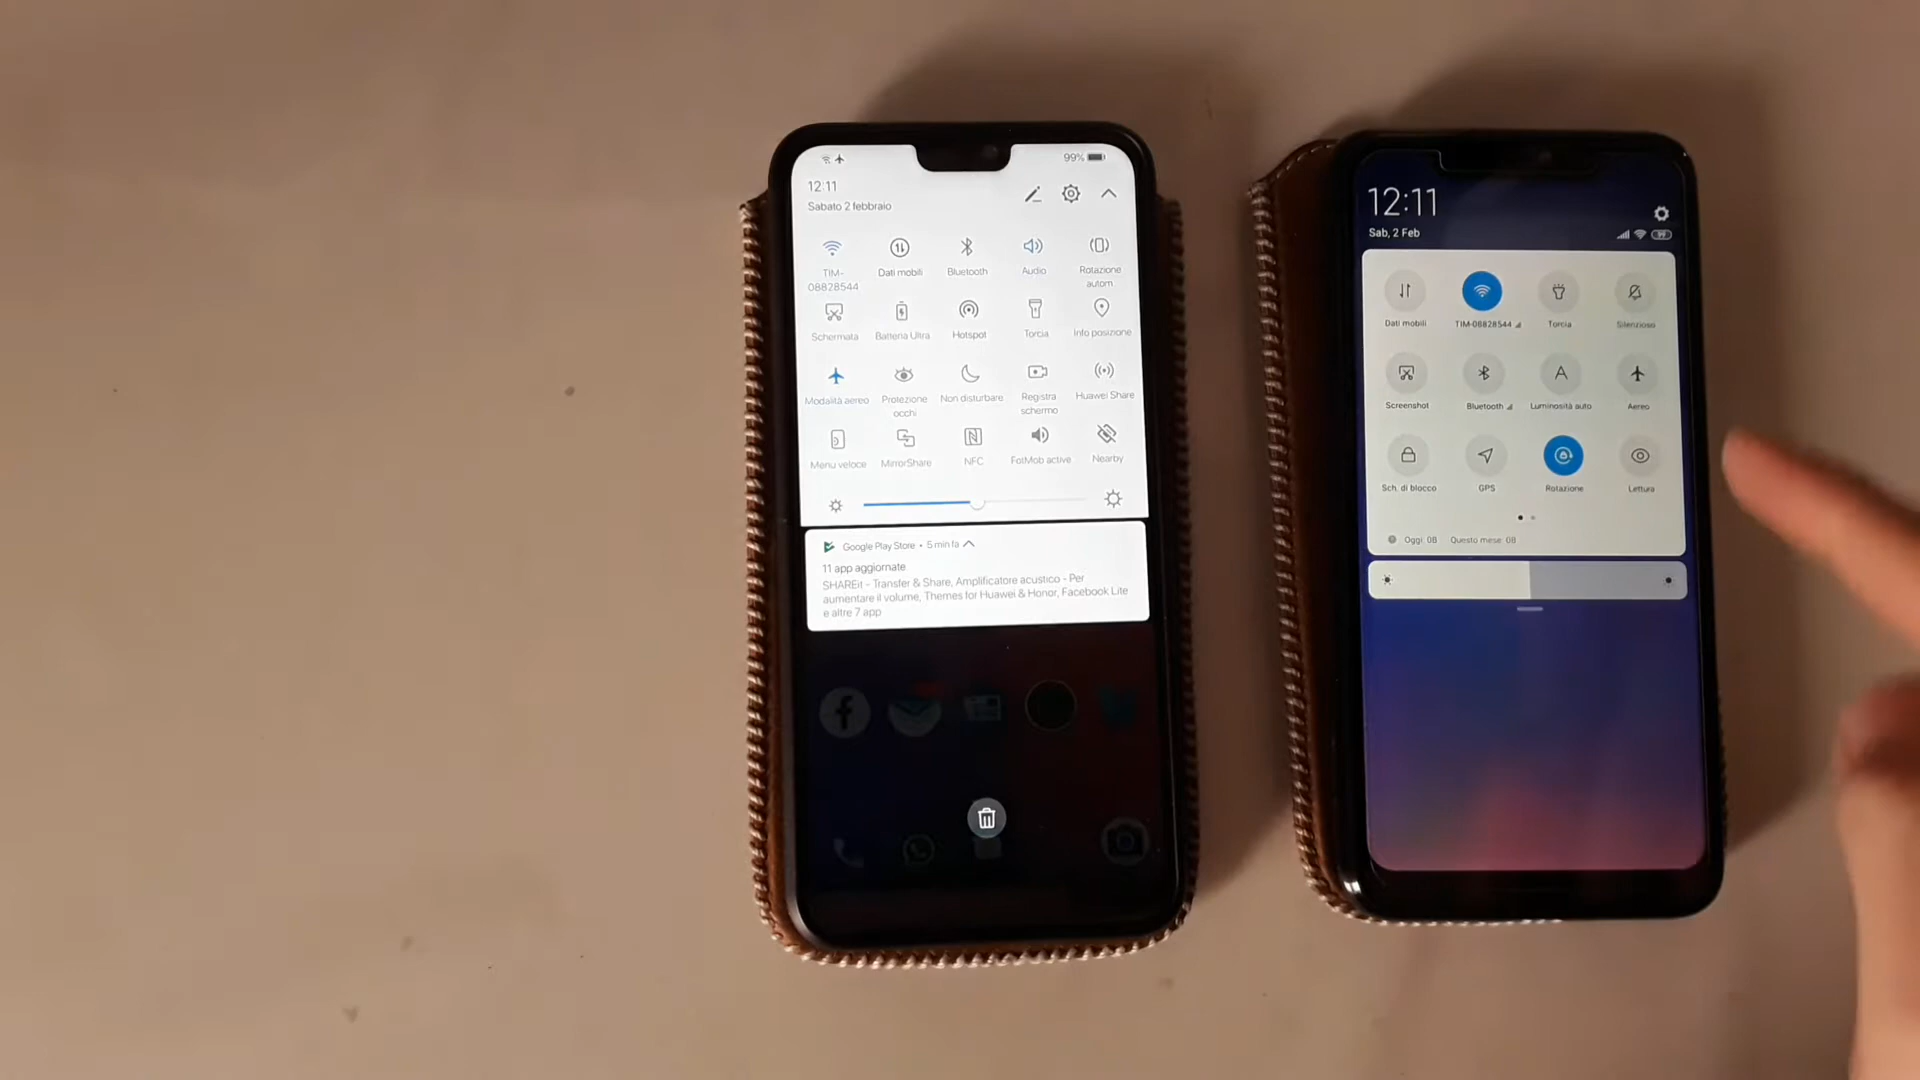 99%
12:11
Sabato 2 febbraio
TIM-
08828544
Dati mobili
Bluetooth
Audio
Rotazione
autom.
Schermata
Batteria Ultra
Hotspot
Torcia
Info posizione
Modalità aereo
Protezione
occhi
Non disturbare
Registra
schermo
Huawei Share
Menu veloce
MirrorShare
NFC
FotMob active
Nearby
Google Play Store • 5 min fa
11 app aggiornate
SHAREit - Transfer & Share, Amplificatore acustico - Per
aumentare il volume, Themes for Huawei & Honor, Facebook Lite
e altre 7 app
12:11
Sab, 2 Feb
99
Dati mobili
TIM-08828544
Torcia
Silenzioso
Screenshot
Bluetooth
A
Luminosità auto
Aereo
Sch. di blocco
GPS
Rotazione
Lettura
Oggi: 0B Questo mese: 0B